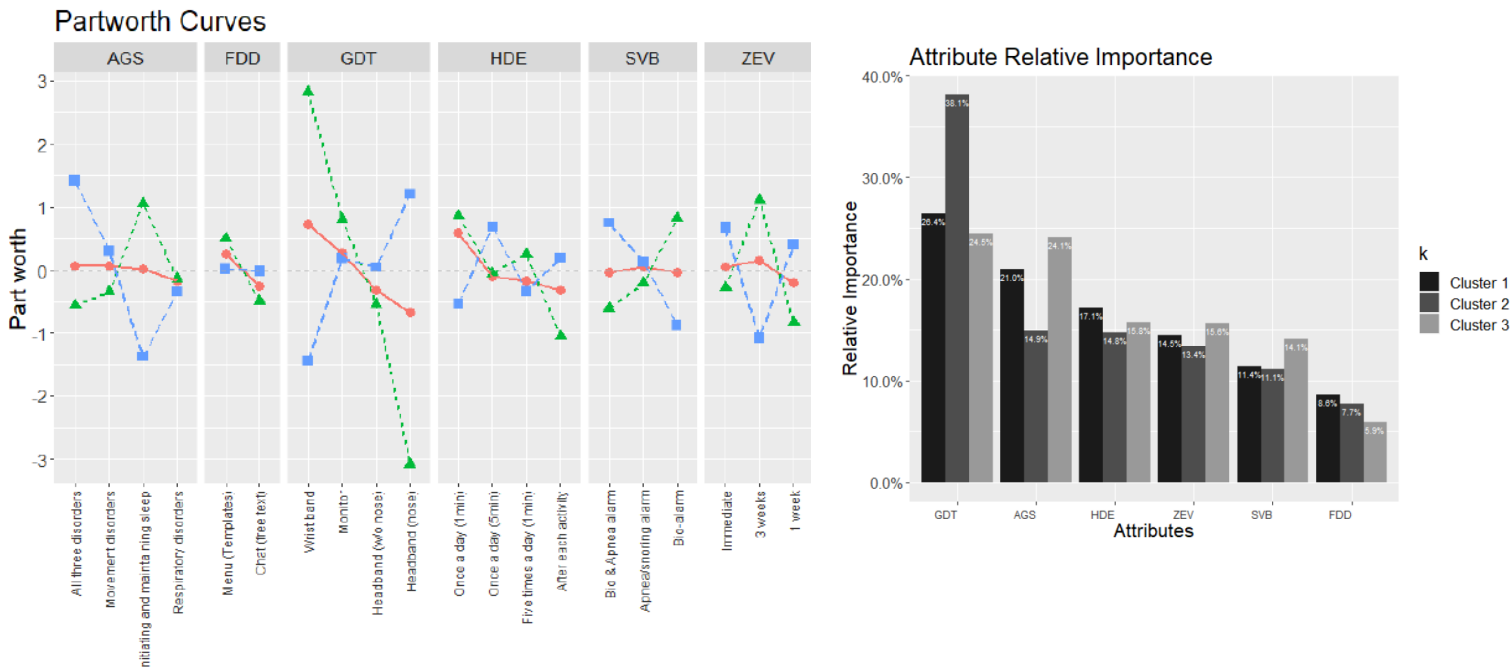 Partworth Curves
AGS FDD GDT HDE SVB ZEV
Part worth
3
2
1
0
-1
-2
-3
All three disorders
Movement disorders
nitiating and maintaining sleep
Respiratory disorders
Menu (Templates)
Chat (free text)
Wristband
Monitor
Headband (w/o nose)
Headband (nose)
Once a day (1min)
Once a day (5min)
Five times a day (1min)
After each activity
Bio & Apnea alarm
Apnea/snoring alarm
Bio-alarm
Immediate
3 weeks
1 week
Attribute Relative Importance
Relative Importance
40.0%
30.0%
20.0%
10.0%
0.0%
26.4% 38.1% 24.5%
21.0% 14.9% 24.1%
17.1% 14.8% 15.8%
14.5% 13.4% 15.6%
11.4% 11.1% 14.1%
8.6% 7.7% 5.9%
GDT AGS HDE ZEV SVB FDD
Attributes
k
Cluster 1
Cluster 2
Cluster 3